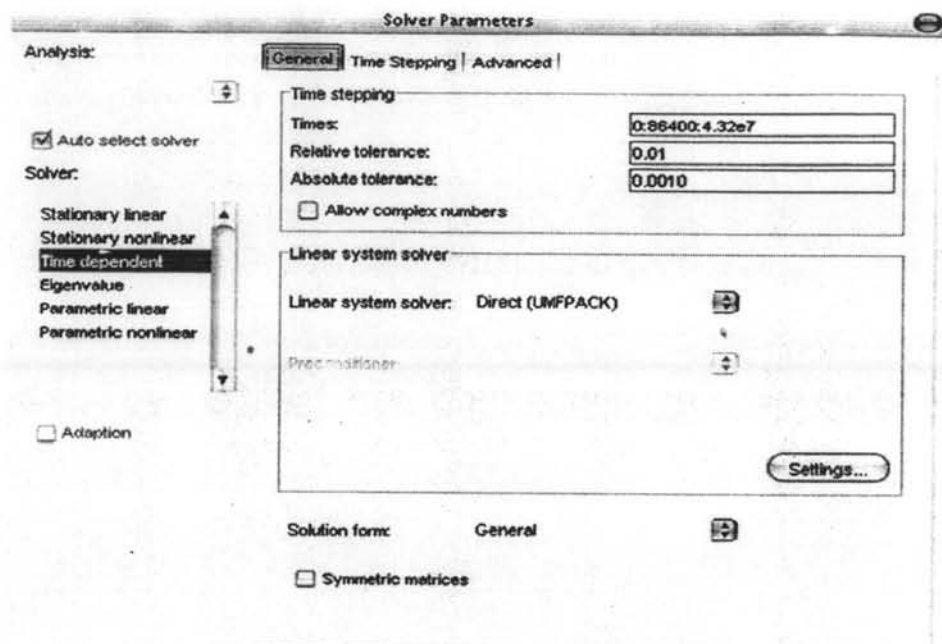 Solver Parameters
Analysis:
General Time Stepping Advanced
Auto select solver
Solver:
Stationary linear
Stationary nonlinear
Time dependent
Eigenvalue
Parametric linear
Parametric nonlinear
Adaption
Time stepping
Times: 0:86400:4.32e7
Relative tolerance: 0.01
Absolute tolerance: 0.0010
Allow complex numbers
Linear system solver
Linear system solver: Direct (UMFPACK)
Preconditioner
Settings...
Solution form: General
Symmetric matrices